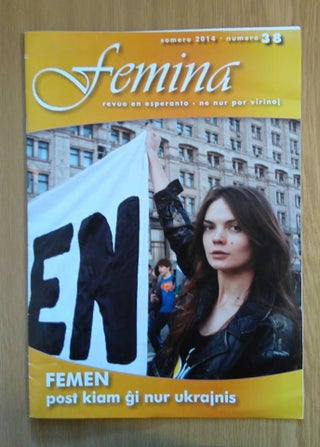 somero 2014 · numero 38
Femina
revuo en esperanto · ne nur por virinoj
EN
FEMEN
post kiam ĝi nur ukrajnis